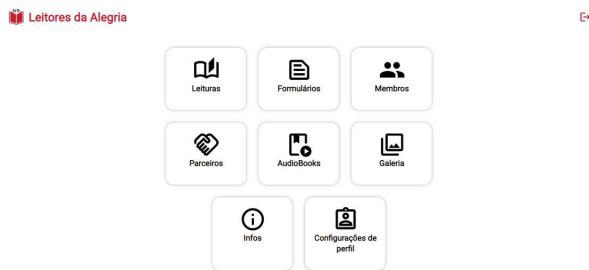 Leitores da Alegria
Leituras
Formulários
Membros
Parceiros
AudioBooks
Galeria
Infos
Configurações de
perfil